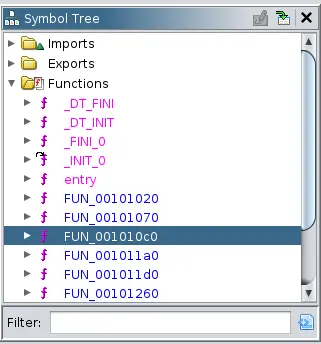 Symbol Tree
Imports
Exports
Functions
_DT_FINI
_DT_INIT
_FINI_0
_INIT_0
entry
FUN_00101020
FUN_00101070
FUN_001010c0
FUN_001011a0
FUN_001011d0
FUN_00101260
Filter: